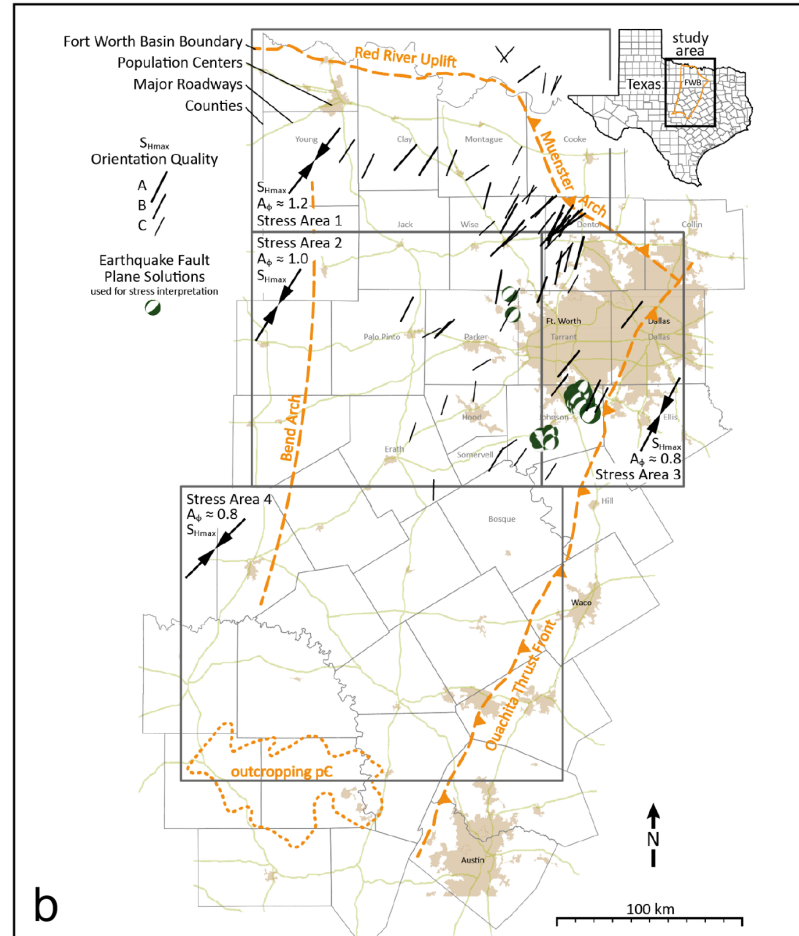 Fort Worth Basin Boundary
Population Centers
Major Roadways
Counties
Red River Uplift
study
area
Texas
FWB
SHmax
Orientation Quality
A
B
C
Earthquake Fault
Plane Solutions
used for stress interpretation
Young
Clay
Montague
Cooke
Muenster Arch
SHmax
Aϕ ≈ 1.2
Stress Area 1
Jack
Wise
Denton
Collin
Stress Area 2
Aϕ ≈ 1.0
SHmax
Palo Pinto
Parker
Ft. Worth
Tarrant
Dallas
Dallas
Bend Arch
Hood
Johnson
Ellis
SHmax
Aϕ ≈ 0.8
Stress Area 3
Erath
Somervell
Stress Area 4
Aϕ ≈ 0.8
SHmax
Bosque
Hill
Waco
Ouachita Thrust Front
outcropping pC
Austin
N
100 km
b